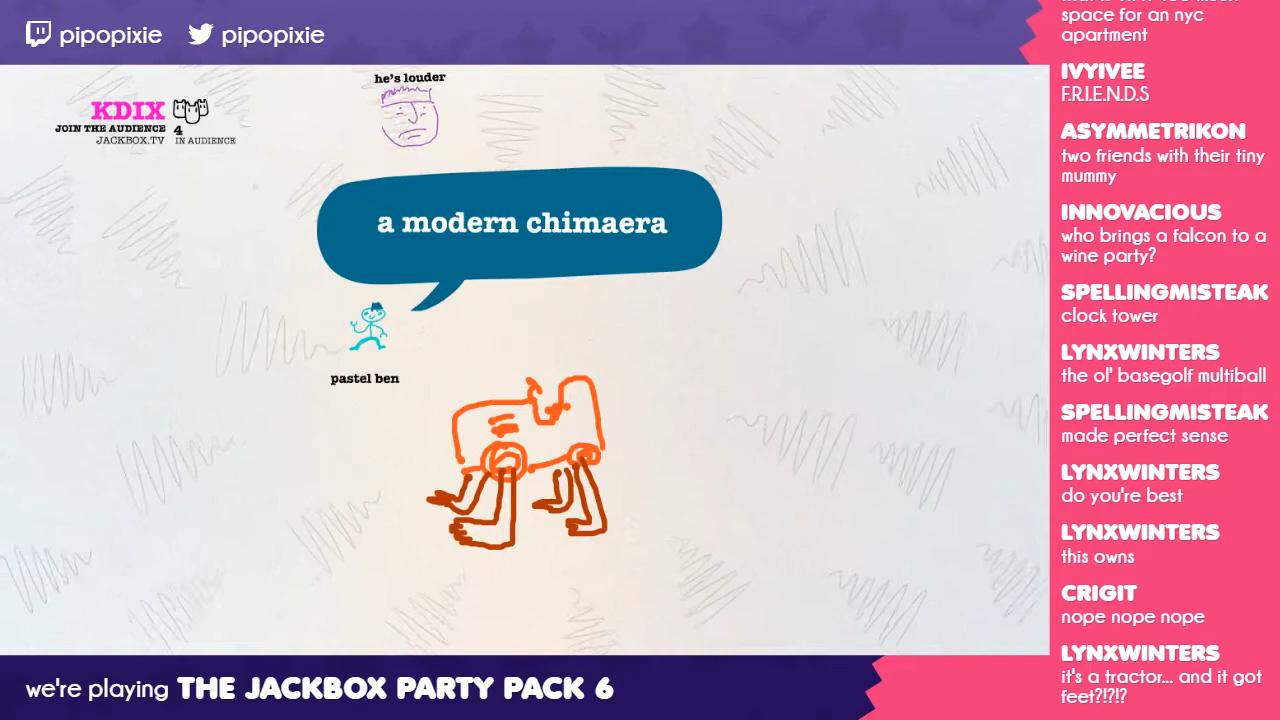 pipopixie pipopixie
he's louder
KDIX
JOIN THE AUDIENCE
JACKBOX.TV
4
IN AUDIENCE
a modern chimaera
pastel ben
we're playing THE JACKBOX PARTY PACK 6
space for an nyc
apartment
IVYIVEE
F.R.I.E.N.D.S
ASYMMETRIKON
two friends with their tiny
mummy
INNOVACIOUS
who brings a falcon to a
wine party?
SPELLINGMISTEAK
clock tower
LYNXWINTERS
the ol' basegolf multiball
SPELLINGMISTEAK
made perfect sense
LYNXWINTERS
do you're best
LYNXWINTERS
this owns
CRIGIT
nope nope nope
LYNXWINTERS
it's a tractor... and it got
feet?!?!?